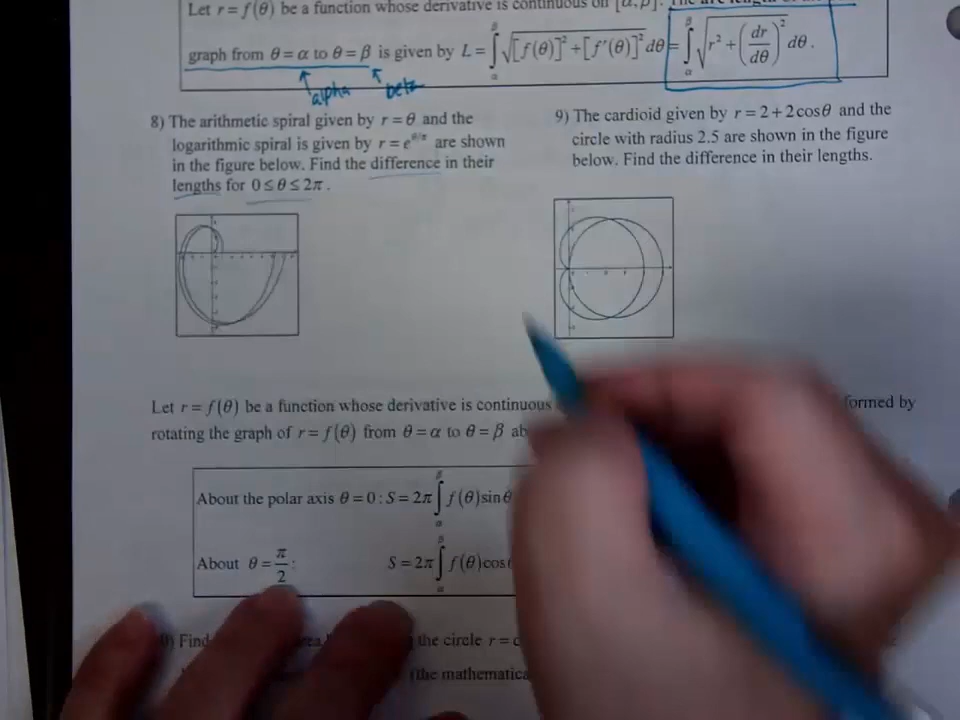 Let r = f(θ) be a function whose derivative is continuous on [α, β]. The arc length of
graph from θ = α to θ = β is given by L = ∫_α^β √([f(θ)]² + [f'(θ)]²) dθ = ∫_α^β √(r² + (dr/dθ)²) dθ.
alpha beta
8) The arithmetic spiral given by r = θ and the
logarithmic spiral is given by are shown
in the figure below. Find the difference in their
lengths for 0 ≤ θ ≤ 2π.
9) The cardioid given by r = 2 + 2cosθ and the
circle with radius 2.5 are shown in the figure
below. Find the difference in their lengths.
Let r = f(θ) be a function whose derivative is continuous formed by
rotating the graph of r = f(θ) from θ = α to θ = β
About the polar axis θ = 0 : S = 2π ∫_α^β f(θ)sinθ
About θ = π/2 : S = 2π ∫_α^β f(θ)cos
Find the circle r =
(the